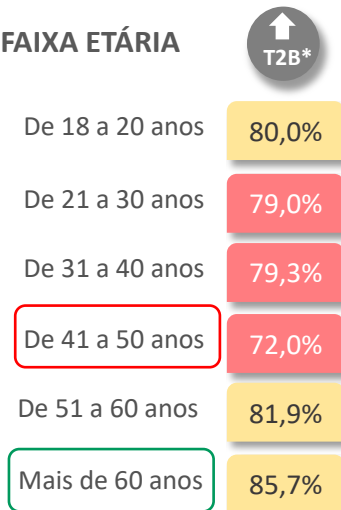 FAIXA ETÁRIA
T2B*
De 18 a 20 anos 80,0%
De 21 a 30 anos 79,0%
De 31 a 40 anos 79,3%
De 41 a 50 anos 72,0%
De 51 a 60 anos 81,9%
Mais de 60 anos 85,7%